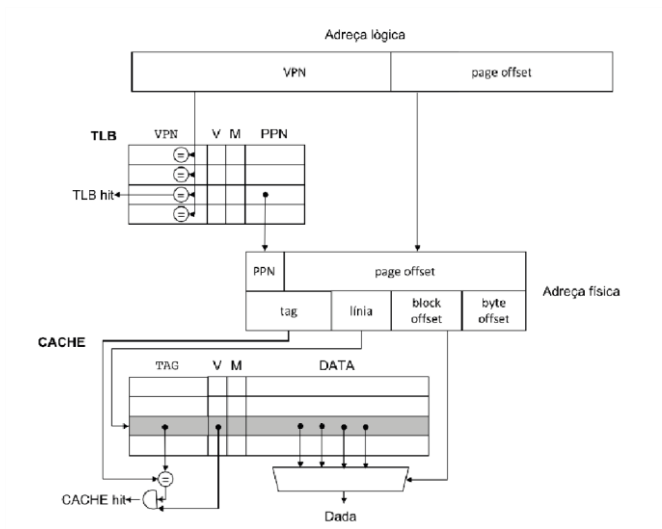 Adreça lògica
VPN page offset
TLB VPN V M PPN
=
=
TLB hit =
=
PPN page offset
Adreça física
tag línia block offset byte offset
CACHE
TAG V M DATA
=
CACHE hit
Dada